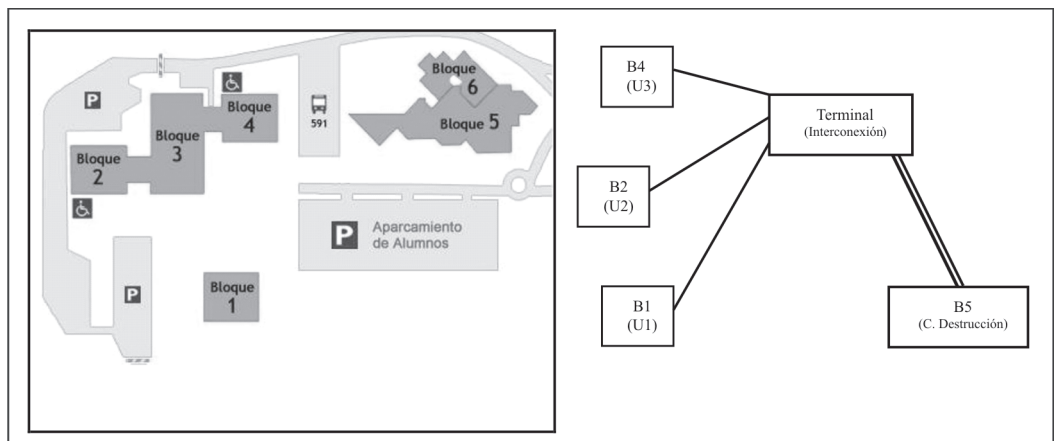 Bloque
6
Bloque
4
591
Bloque 5
Bloque
3
Bloque
2
P
P
P
Aparcamiento
de Alumnos
Bloque
1
B4
(U3)
Terminal
(Interconexión)
B2
(U2)
B1
(U1)
B5
(C. Destrucción)